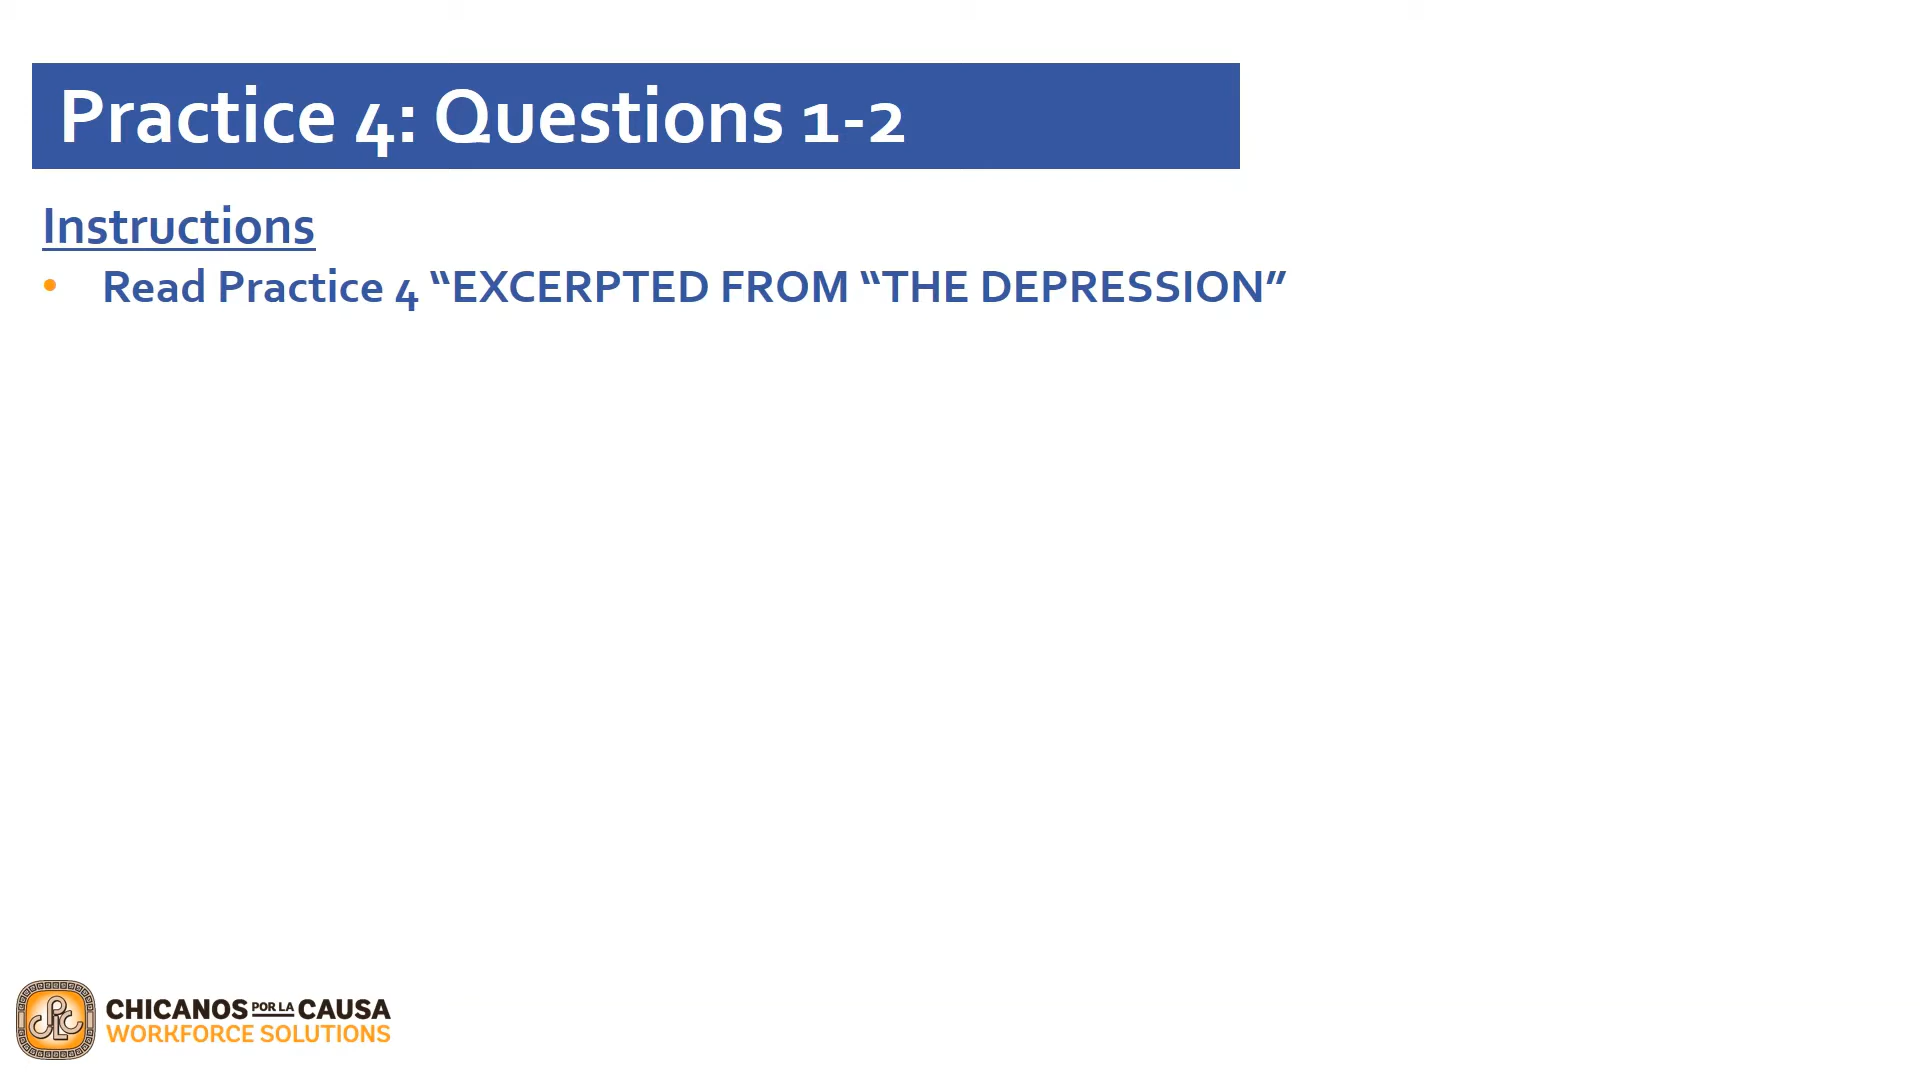 Practice 4: Questions 1-2
Instructions
• Read Practice 4 “EXCERPTED FROM “THE DEPRESSION”
CHICANOS POR LA CAUSA
WORKFORCE SOLUTIONS